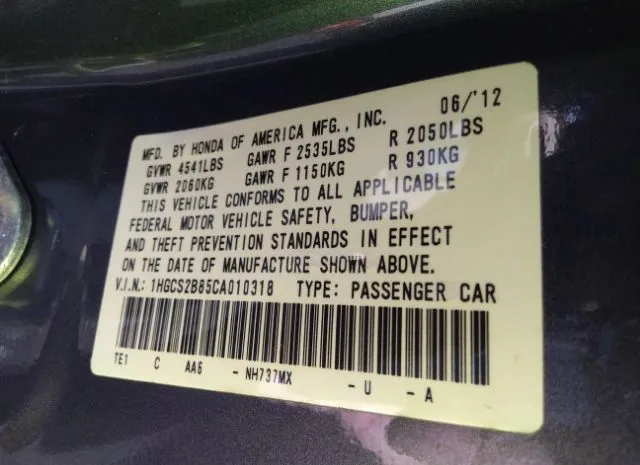 06/'12
MFD. BY HONDA OF AMERICA MFG., INC.
GVWR 4541LBS GAWR F 2535LBS R 2050LBS
GVWR 2060KG GAWR F 1150KG R 930KG
THIS VEHICLE CONFORMS TO ALL APPLICABLE
FEDERAL MOTOR VEHICLE SAFETY, BUMPER,
AND THEFT PREVENTION STANDARDS IN EFFECT
ON THE DATE OF MANUFACTURE SHOWN ABOVE.
V.I.N.: 1HGCS2B85CA010318 TYPE: PASSENGER CAR
TE1 C AA6 - NH737MX - U - A